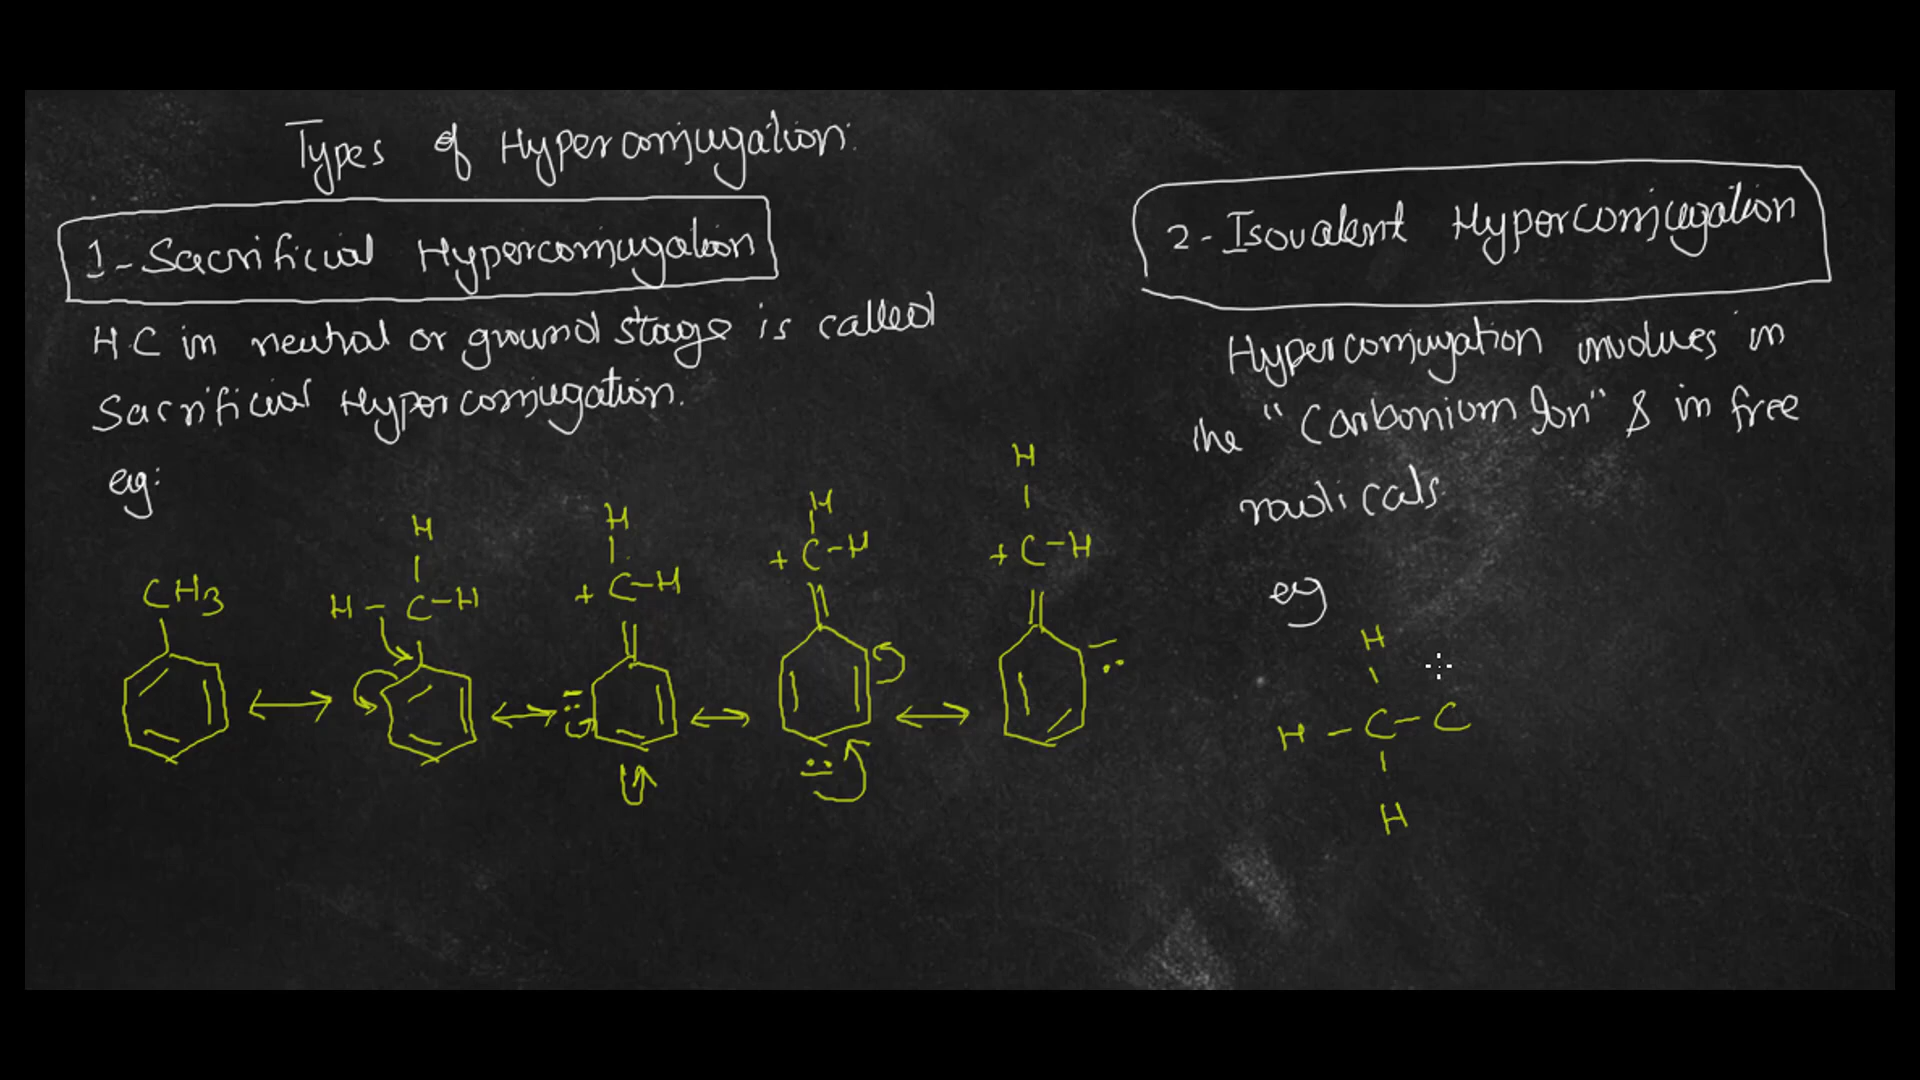 Types of Hyperconjugation:
1-Sacrificial Hyperconjugation
HC in neutral or ground stage is called
Sacrificial Hyperconjugation.
eg:
CH3
H
H-C-H
H
+ C-H
H
+ C-H
H
+ C-H
2-Isovalent Hyperconjugation
Hyperconjugation involves in
the "Carbonium Ion" & in free
radicals.
eg
H
H-C-C
H